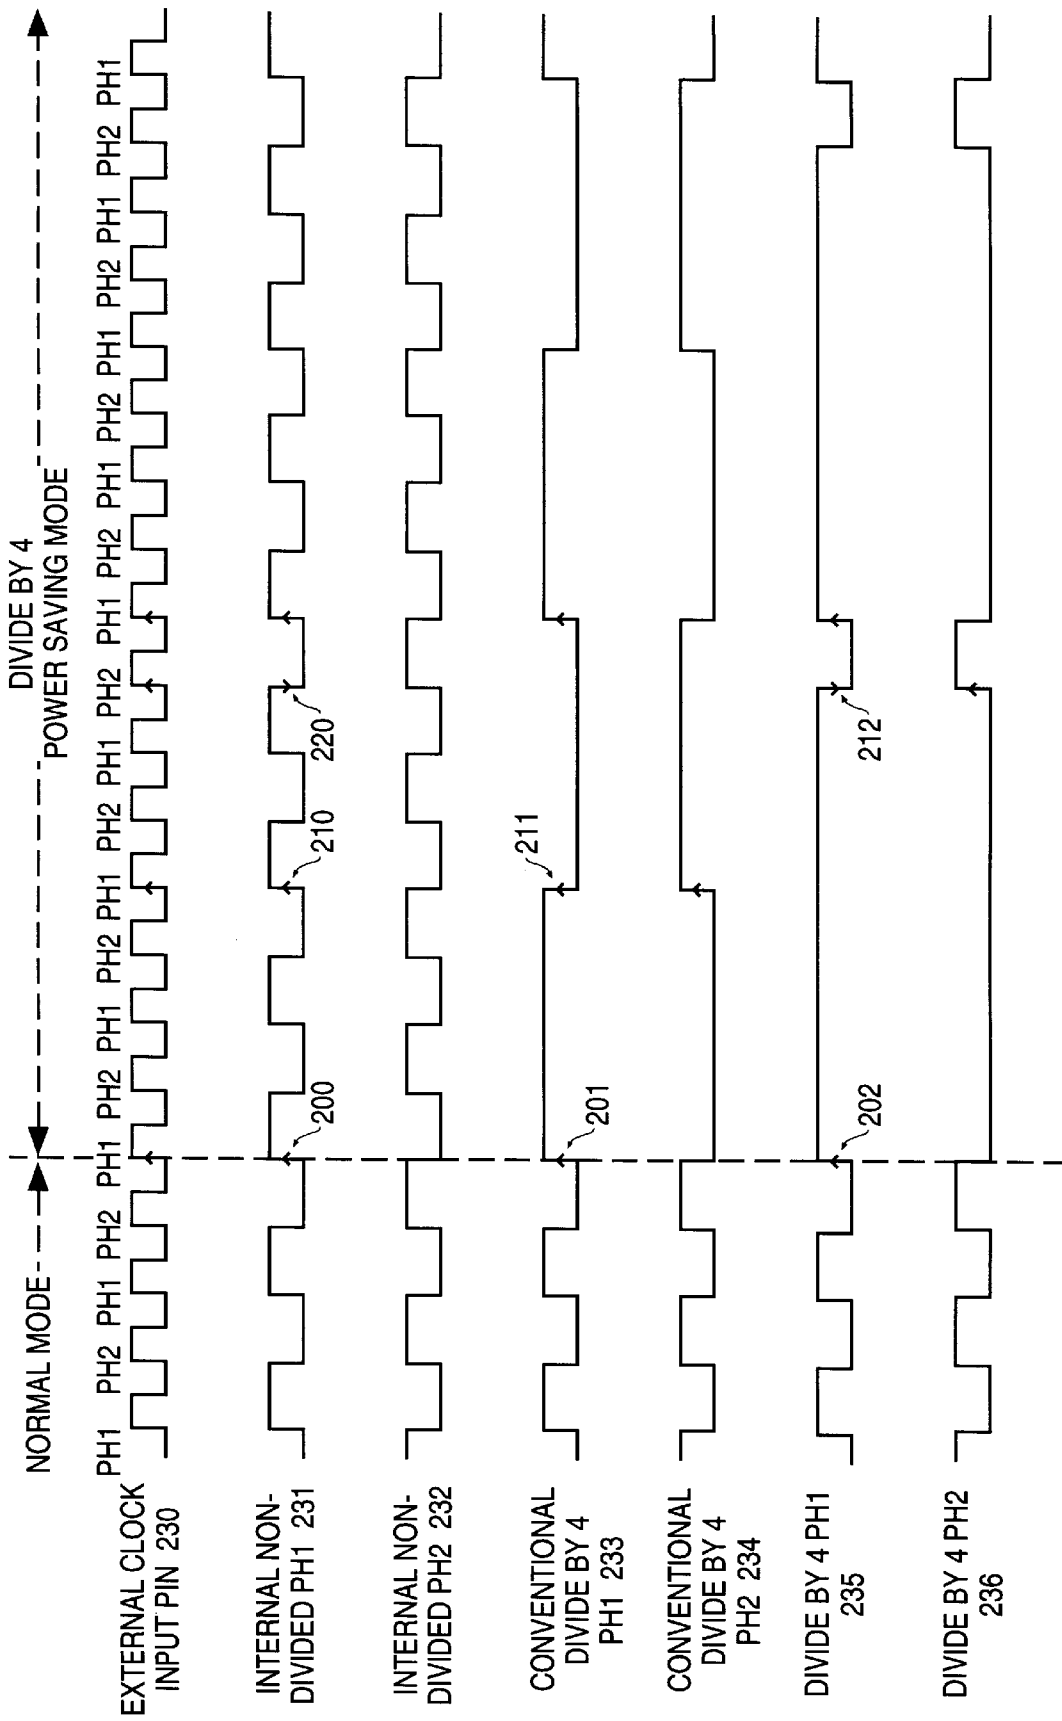 NORMAL MODE
DIVIDE BY 4
POWER SAVING MODE
PH1 PH2 PH1 PH2 PH1 PH2 PH1 PH2 PH1 PH2 PH1 PH2 PH1 PH2 PH1 PH2 PH1 PH2 PH1 PH2 PH1
EXTERNAL CLOCK
INPUT PIN 230
INTERNAL NON-
DIVIDED PH1 231
200
210
220
INTERNAL NON-
DIVIDED PH2 232
CONVENTIONAL
DIVIDE BY 4
PH1 233
201
211
CONVENTIONAL
DIVIDE BY 4
PH2 234
DIVIDE BY 4 PH1
235
202
212
DIVIDE BY 4 PH2
236